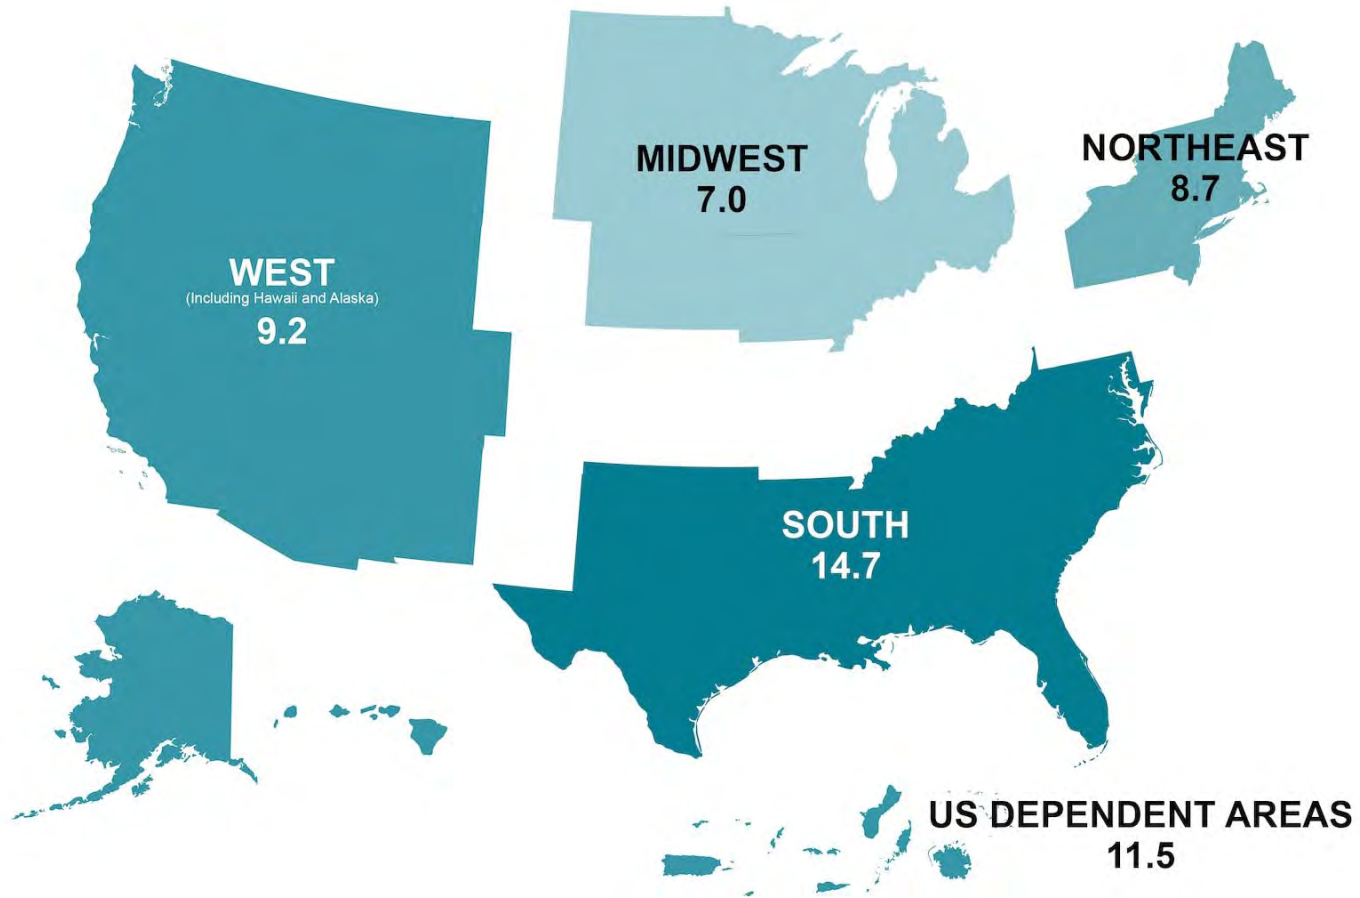 MIDWEST
7.0
NORTHEAST
8.7
WEST
(Including Hawaii and Alaska)
9.2
SOUTH
14.7
US DEPENDENT AREAS
11.5